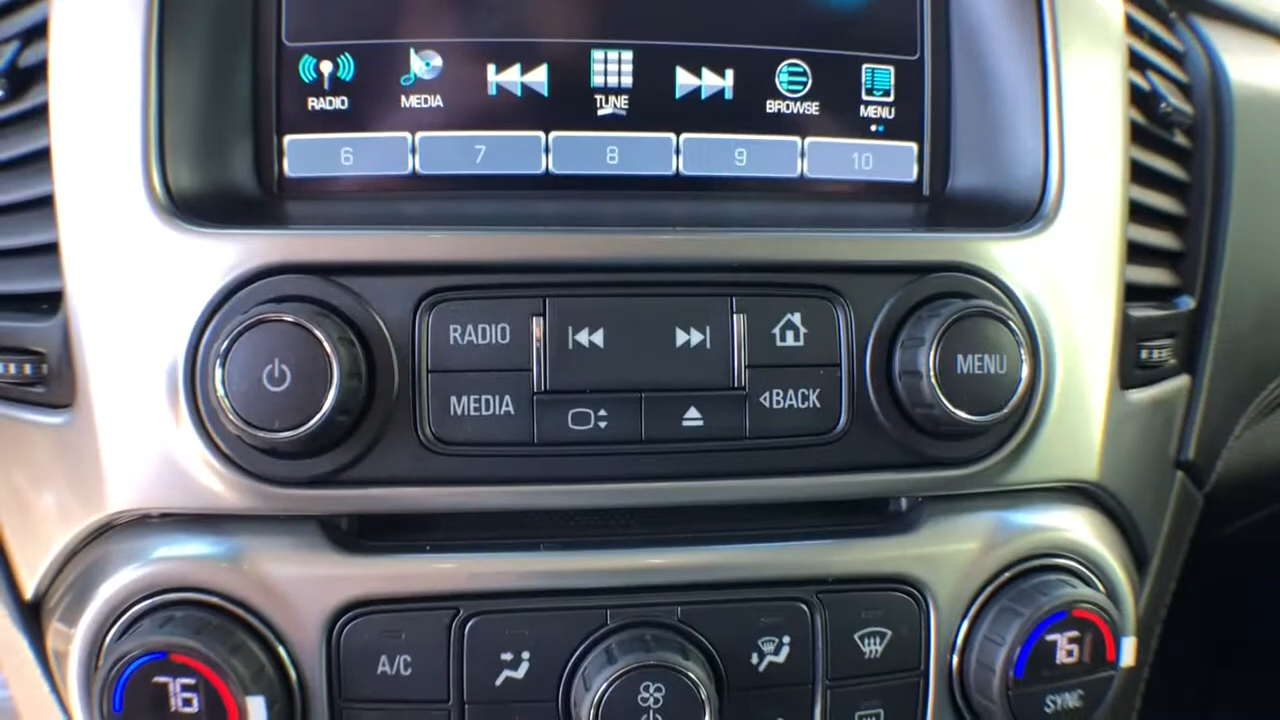 RADIO
MEDIA
TUNE
BROWSE
MENU
6
7
8
9
10
RADIO
MEDIA
BACK
MENU
A/C
76
76
SYNC